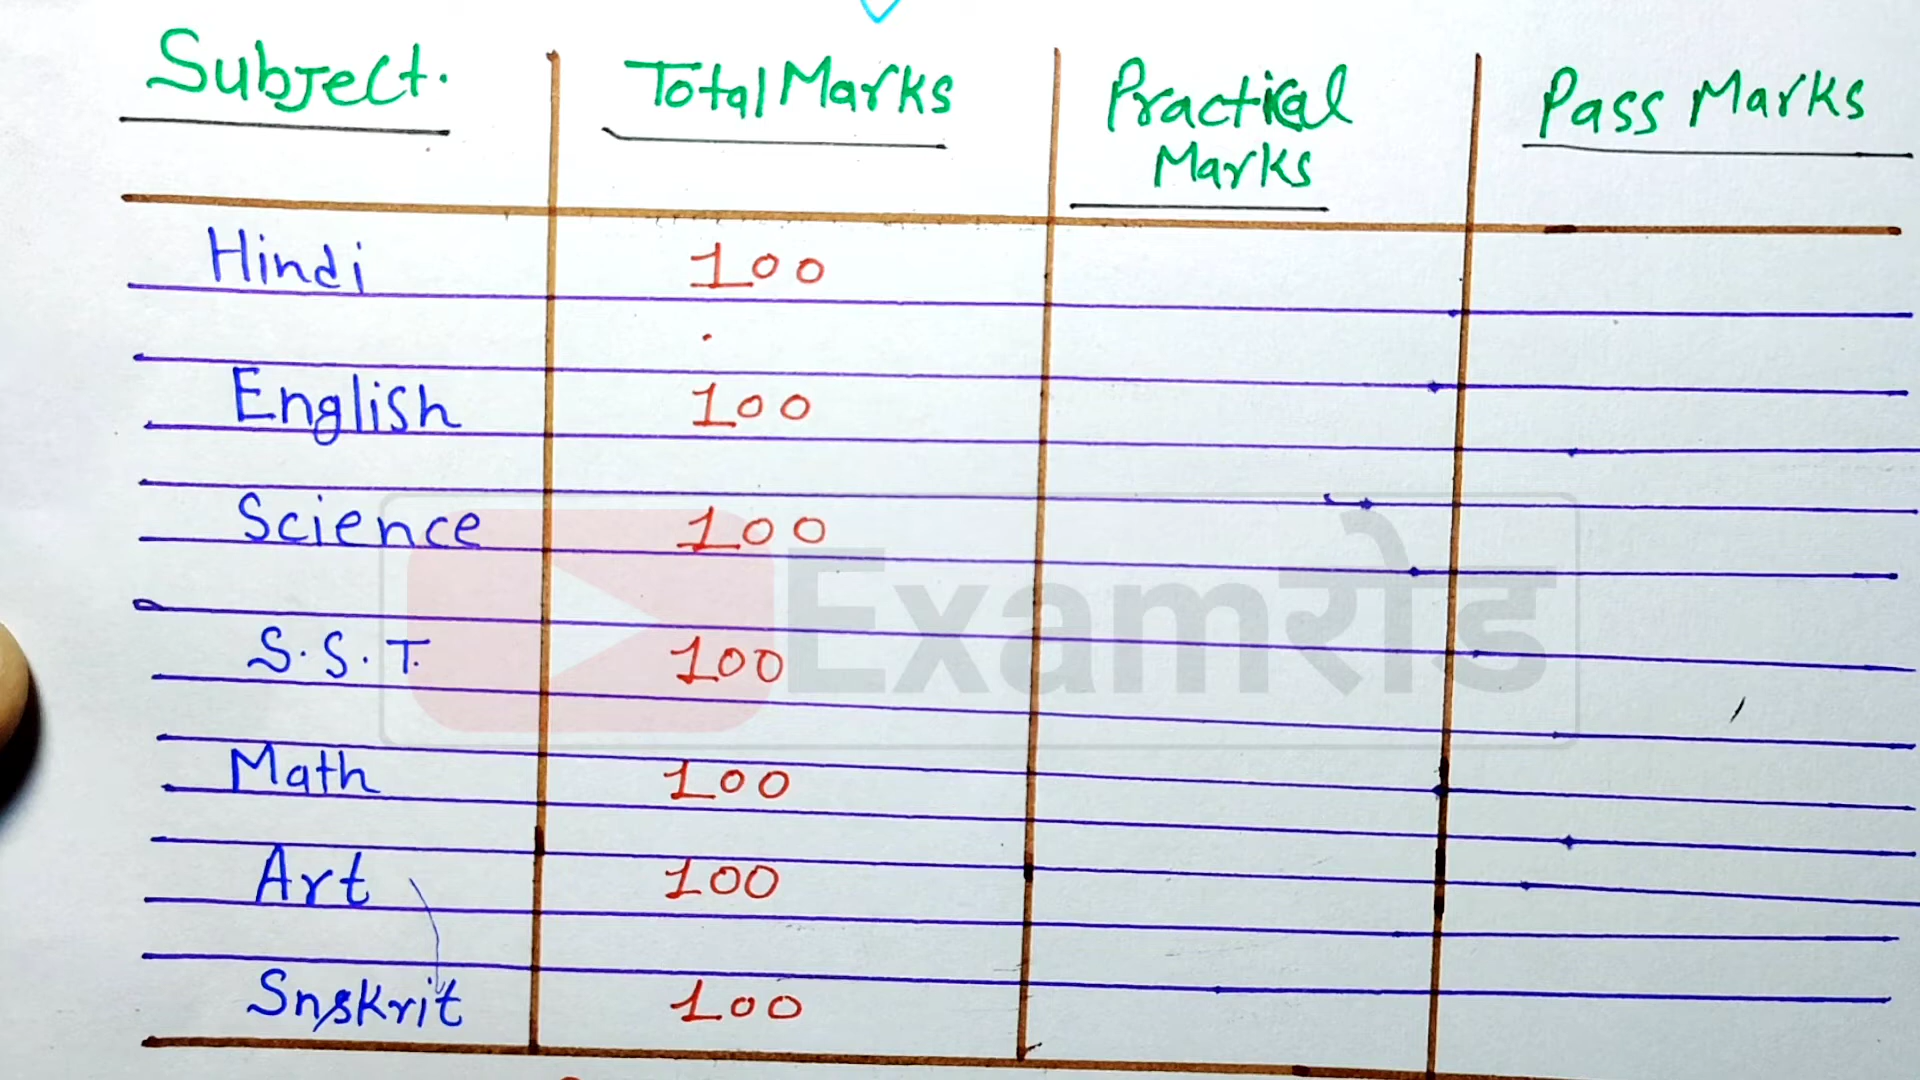 Subject. Total Marks Practical Marks Pass Marks
Hindi 100
English 100
Science 100
Examरोड
S.S.T. 100
Math 100
Art 100
Snskrit 100